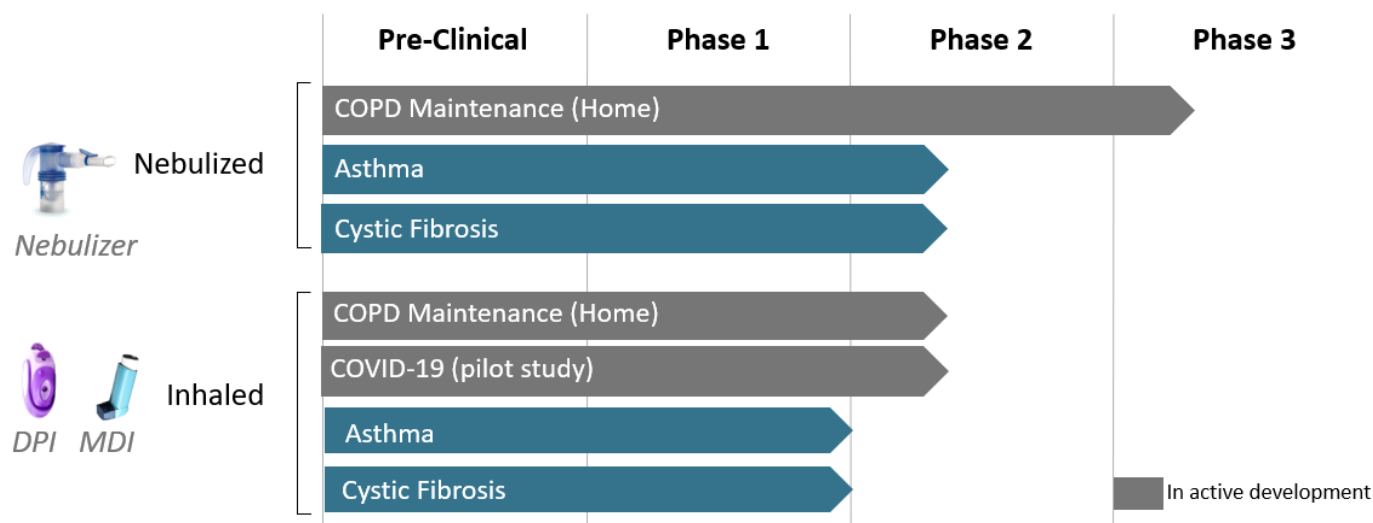 Pre-Clinical Phase 1 Phase 2 Phase 3
COPD Maintenance (Home)
Nebulized
Asthma
Cystic Fibrosis
Nebulizer
COPD Maintenance (Home)
COVID-19 (pilot study)
Inhaled
Asthma
DPI MDI
Cystic Fibrosis
In active development